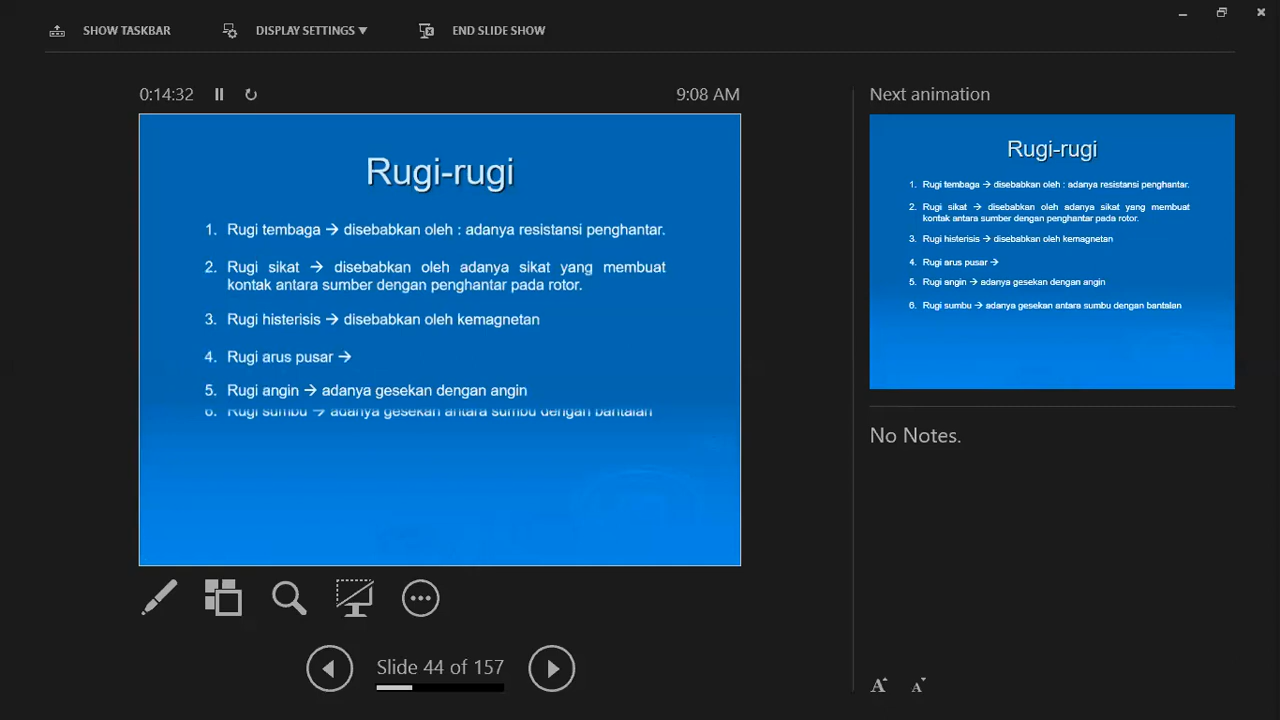 SHOW TASKBAR
DISPLAY SETTINGS ▼
END SLIDE SHOW
0:14:32
9:08 AM
Rugi-rugi
1. Rugi tembaga → disebabkan oleh : adanya resistansi penghantar.
2. Rugi sikat → disebabkan oleh adanya sikat yang membuat
kontak antara sumber dengan penghantar pada rotor.
3. Rugi histerisis → disebabkan oleh kemagnetan
4. Rugi arus pusar →
5. Rugi angin → adanya gesekan dengan angin
6. Rugi sumbu → adanya gesekan antara sumbu dengan bantalan
Slide 44 of 157
Next animation
Rugi-rugi
1. Rugi tembaga → disebabkan oleh : adanya resistansi penghantar.
2. Rugi sikat → disebabkan oleh adanya sikat yang membuat
kontak antara sumber dengan penghantar pada rotor.
3. Rugi histerisis → disebabkan oleh kemagnetan
4. Rugi arus pusar →
5. Rugi angin → adanya gesekan dengan angin
6. Rugi sumbu → adanya gesekan antara sumbu dengan bantalan
No Notes.
A A